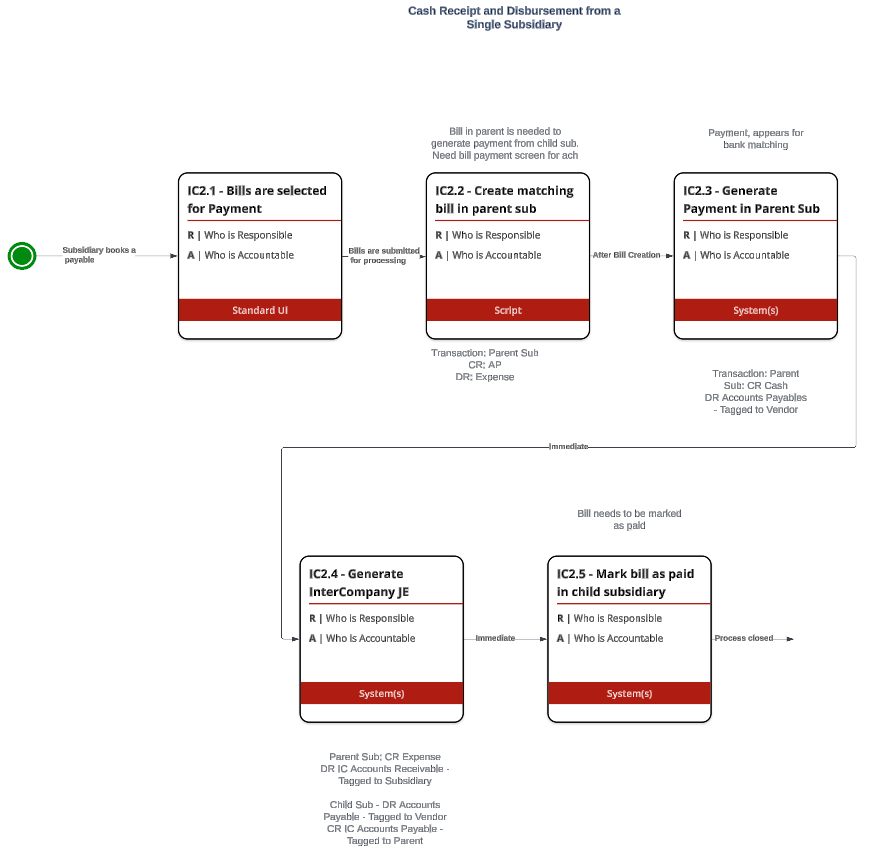 Cash Receipt and Disbursement from a
Single Subsidiary
Bill in parent is needed to
generate payment from child sub.
Need bill payment screen for ach
Payment, appears for
bank matching
Subsidiary books a
payable
IC2.1 - Bills are selected
for Payment
R | Who is Responsible
A | Who is Accountable
Standard UI
Bills are submitted
for processing
IC2.2 - Create matching
bill in parent sub
R | Who is Responsible
A | Who is Accountable
Script
After Bill Creation
IC2.3 - Generate
Payment in Parent Sub
R | Who is Responsible
A | Who is Accountable
System(s)
Transaction: Parent Sub
CR: AP
DR: Expense
Transaction: Parent
Sub: CR Cash
DR Accounts Payables
- Tagged to Vendor
Immediate
Bill needs to be marked
as paid
IC2.4 - Generate
InterCompany JE
R | Who is Responsible
A | Who is Accountable
System(s)
Immediate
IC2.5 - Mark bill as paid
in child subsidiary
R | Who is Responsible
A | Who is Accountable
System(s)
Process closed
Parent Sub: CR Expense
DR IC Accounts Receivable -
Tagged to Subsidiary
Child Sub - DR Accounts
Payable - Tagged to Vendor
CR IC Accounts Payable -
Tagged to Parent